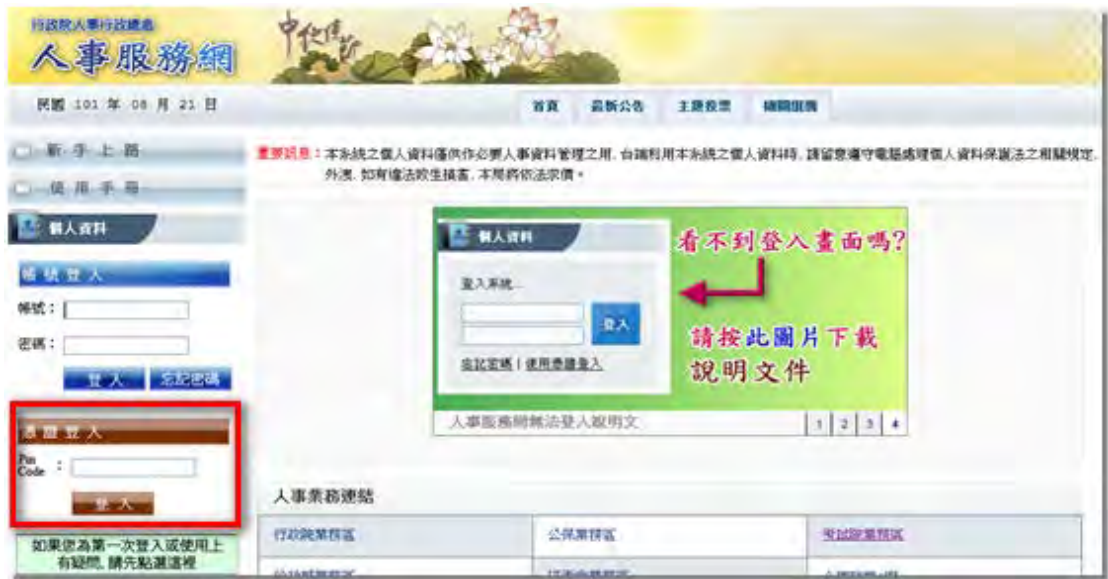 行政院人事行政總處
人事服務網
中秋佳節
民國 101 年 08 月 21 日
首頁 最新公告 主題投票
新手上路
使用手冊
重要訊息：本系統之個人資料僅供作必要人事資料管理之用, 台端利用本系統之個人資料時, 請留意遵守電腦處理個人資料保護法之相關規定,
外洩, 如有違法致生損害, 本局將依法求償。
個人資料
帳號登入
帳號：
密碼：
登入 忘記密碼
憑證登入
Pin
Code ：
登入
如果您為第一次登入或使用上
有疑問, 請先點選這裡
個人資料
登入系統...
登入
忘記密碼 | 使用憑證登入
看不到登入畫面嗎?
請按此圖片下載
說明文件
人事服務網無法登入說明文
1 2 3 4
人事業務連結
行政院業務區 公保業務區 考試院業務區